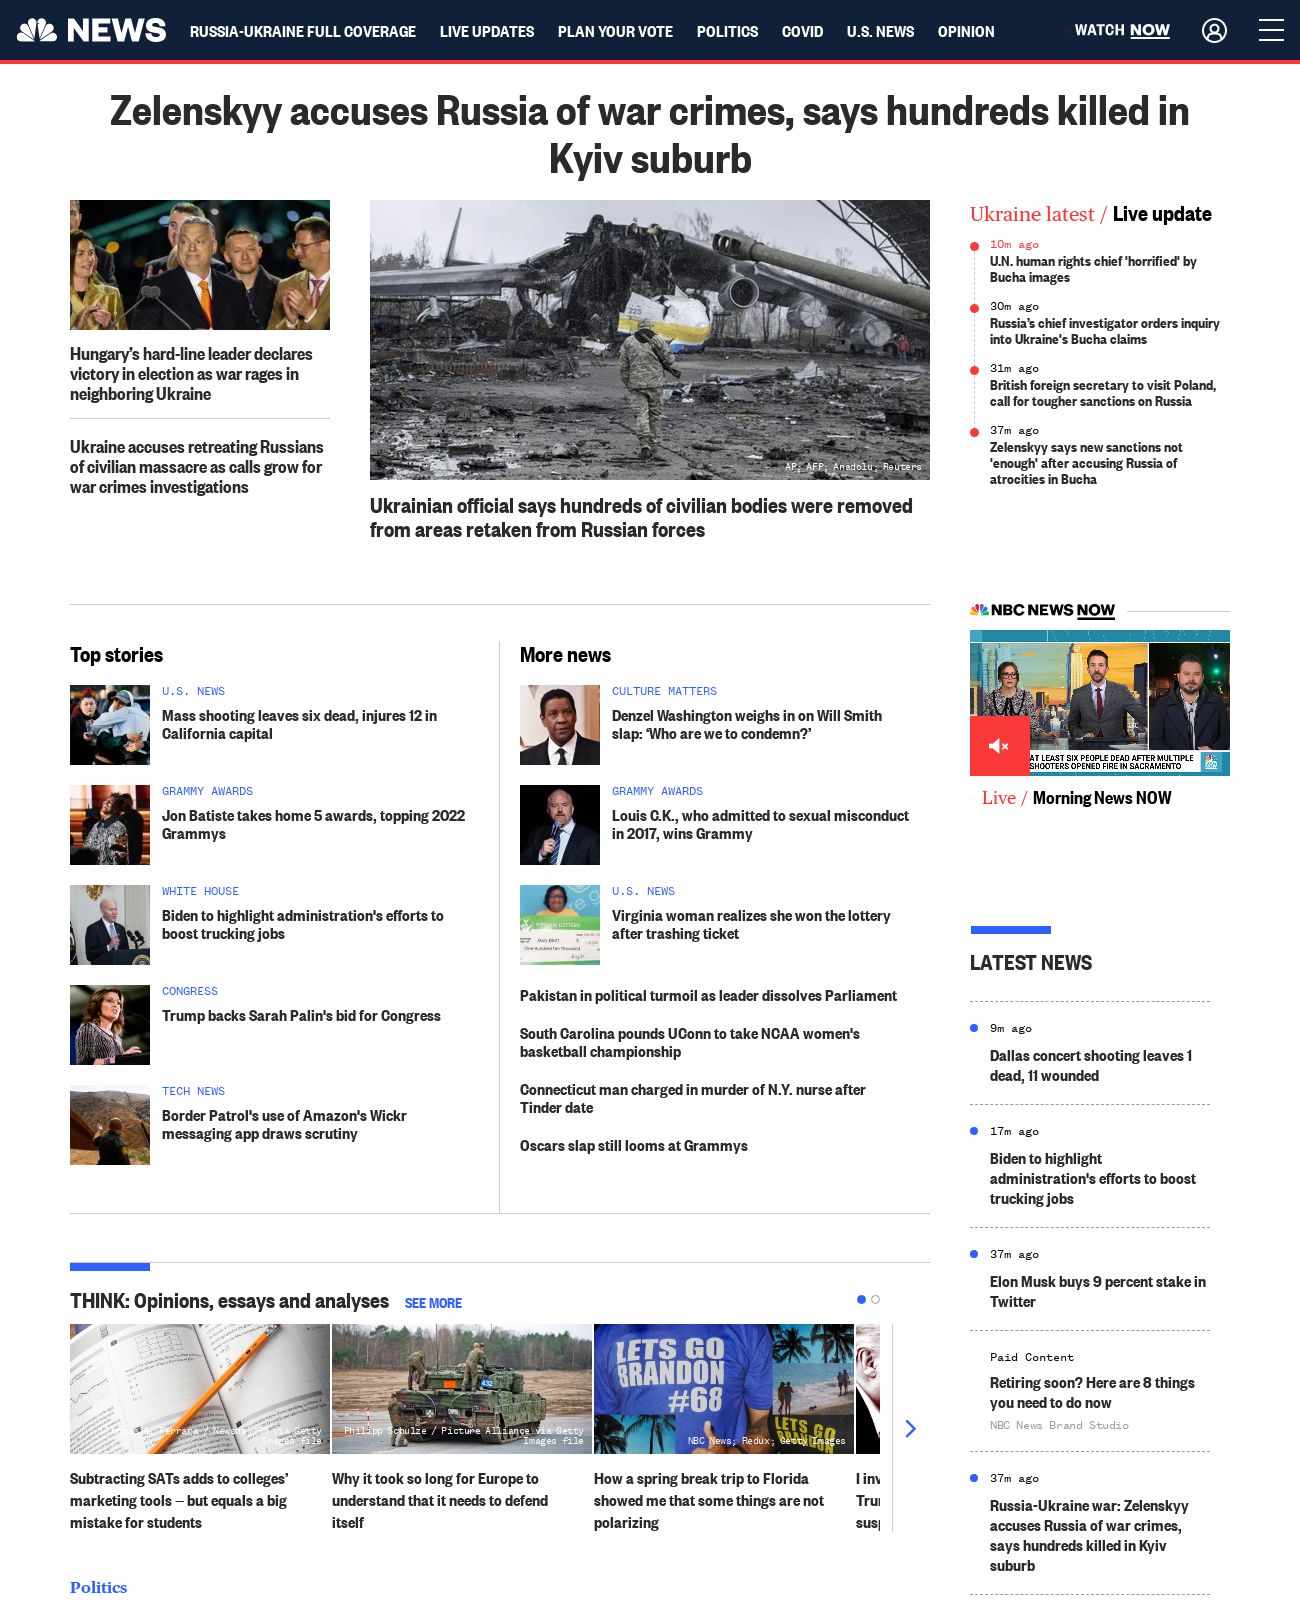 NEWS
RUSSIA-UKRAINE FULL COVERAGE LIVE UPDATES PLAN YOUR VOTE POLITICS COVID U.S. NEWS OPINION WATCH NOW
Zelenskyy accuses Russia of war crimes, says hundreds killed in
Kyiv suburb
Hungary's hard-line leader declares
victory in election as war rages in
neighboring Ukraine
Ukraine accuses retreating Russians
of civilian massacre as calls grow for
war crimes investigations
225
AP; AFP; Anadolu; Reuters
Ukrainian official says hundreds of civilian bodies were removed
from areas retaken from Russian forces
Ukraine latest / Live update
10m ago
U.N. human rights chief 'horrified' by
Bucha images
30m ago
Russia's chief investigator orders inquiry
into Ukraine's Bucha claims
31m ago
British foreign secretary to visit Poland,
call for tougher sanctions on Russia
37m ago
Zelenskyy says new sanctions not
'enough' after accusing Russia of
atrocities in Bucha
Top stories
U.S. NEWS
Mass shooting leaves six dead, injures 12 in
California capital
GRAMMY AWARDS
Jon Batiste takes home 5 awards, topping 2022
Grammys
WHITE HOUSE
Biden to highlight administration's efforts to
boost trucking jobs
CONGRESS
Trump backs Sarah Palin's bid for Congress
TECH NEWS
Border Patrol's use of Amazon's Wickr
messaging app draws scrutiny
More news
CULTURE MATTERS
Denzel Washington weighs in on Will Smith
slap: ‘Who are we to condemn?’
GRAMMY AWARDS
Louis C.K., who admitted to sexual misconduct
in 2017, wins Grammy
VIRGINIA LOTTERY
Mary Elliott
One Hundred Ten Thousand
U.S. NEWS
Virginia woman realizes she won the lottery
after trashing ticket
Pakistan in political turmoil as leader dissolves Parliament
South Carolina pounds UConn to take NCAA women's
basketball championship
Connecticut man charged in murder of N.Y. nurse after
Tinder date
Oscars slap still looms at Grammys
NBC NEWS NOW
AT LEAST SIX PEOPLE DEAD AFTER MULTIPLE
SHOOTERS OPENED FIRE IN SACRAMENTO
Live / Morning News NOW
LATEST NEWS
9m ago
Dallas concert shooting leaves 1
dead, 11 wounded
17m ago
Biden to highlight
administration's efforts to boost
trucking jobs
37m ago
Elon Musk buys 9 percent stake in
Twitter
Paid Content
Retiring soon? Here are 8 things
you need to do now
NBC News Brand Studio
37m ago
Russia-Ukraine war: Zelenskyy
accuses Russia of war crimes,
says hundreds killed in Kyiv
suburb
THINK: Opinions, essays and analyses SEE MORE
Ferrara / Newsday via Getty
Images file
Subtracting SATs adds to colleges'
marketing tools — but equals a big
mistake for students
432
Philipp Schulze / Picture Alliance via Getty
Images file
Why it took so long for Europe to
understand that it needs to defend
itself
LETS GO
BRANDON
#68
LETS GO
NBC News; Redux; Getty Images
How a spring break trip to Florida
showed me that some things are not
polarizing
I inv
Trur
susp
Politics